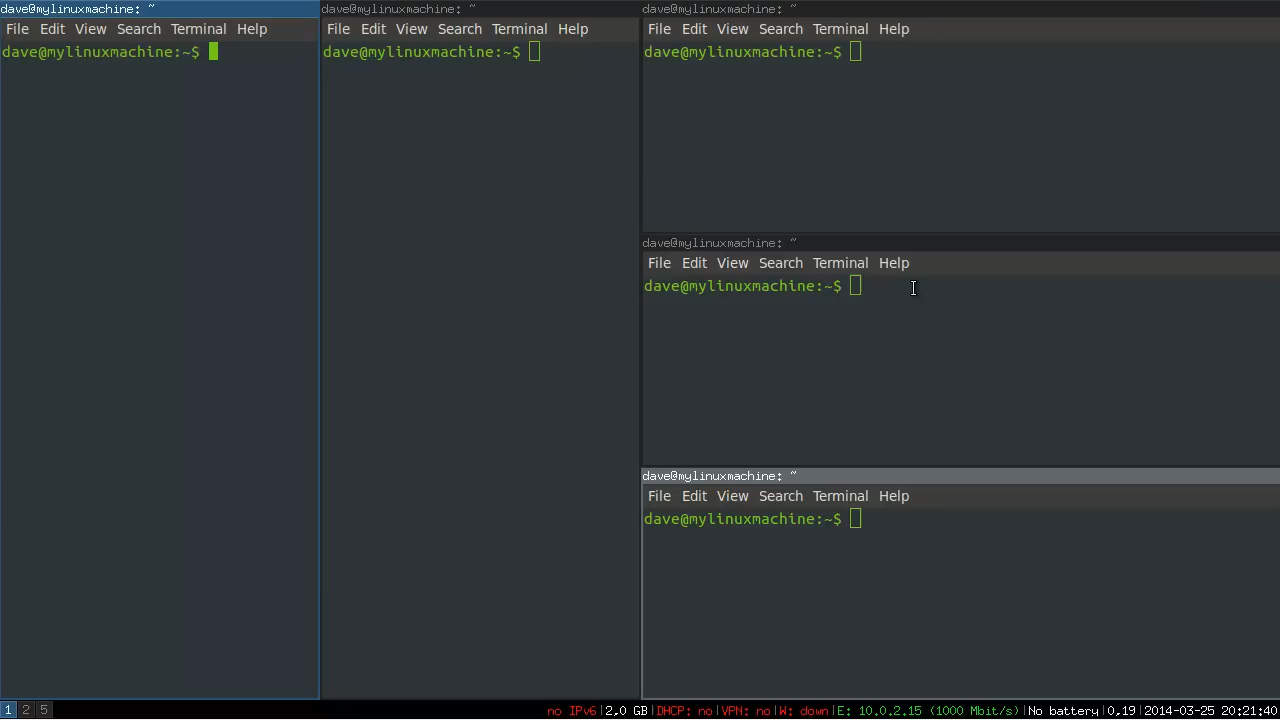 dave@mylinuxmachine: ~
File Edit View Search Terminal Help
dave@mylinuxmachine:~$
dave@mylinuxmachine: ~
File Edit View Search Terminal Help
dave@mylinuxmachine:~$
dave@mylinuxmachine: ~
File Edit View Search Terminal Help
dave@mylinuxmachine:~$
dave@mylinuxmachine: ~
File Edit View Search Terminal Help
dave@mylinuxmachine:~$
dave@mylinuxmachine: ~
File Edit View Search Terminal Help
dave@mylinuxmachine:~$
1 2 5
no IPv6|2,0 GB|DHCP: no|VPN: no|W: down|E: 10.0.2.15 (1000 Mbit/s)|No battery|0,19|2014-03-25 20:21:40